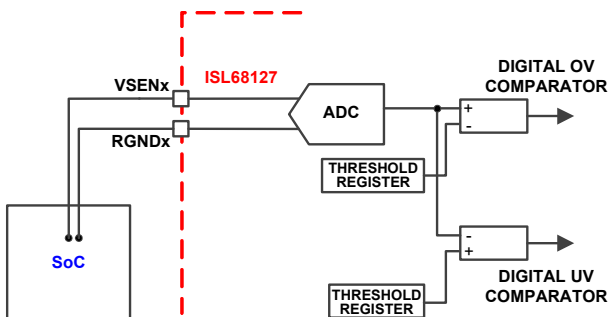 ISL68127
VSENx
RGNDx
ADC
DIGITAL OV
COMPARATOR
+
-
THRESHOLD
REGISTER
-
+
SoC
DIGITAL UV
COMPARATOR
THRESHOLD
REGISTER